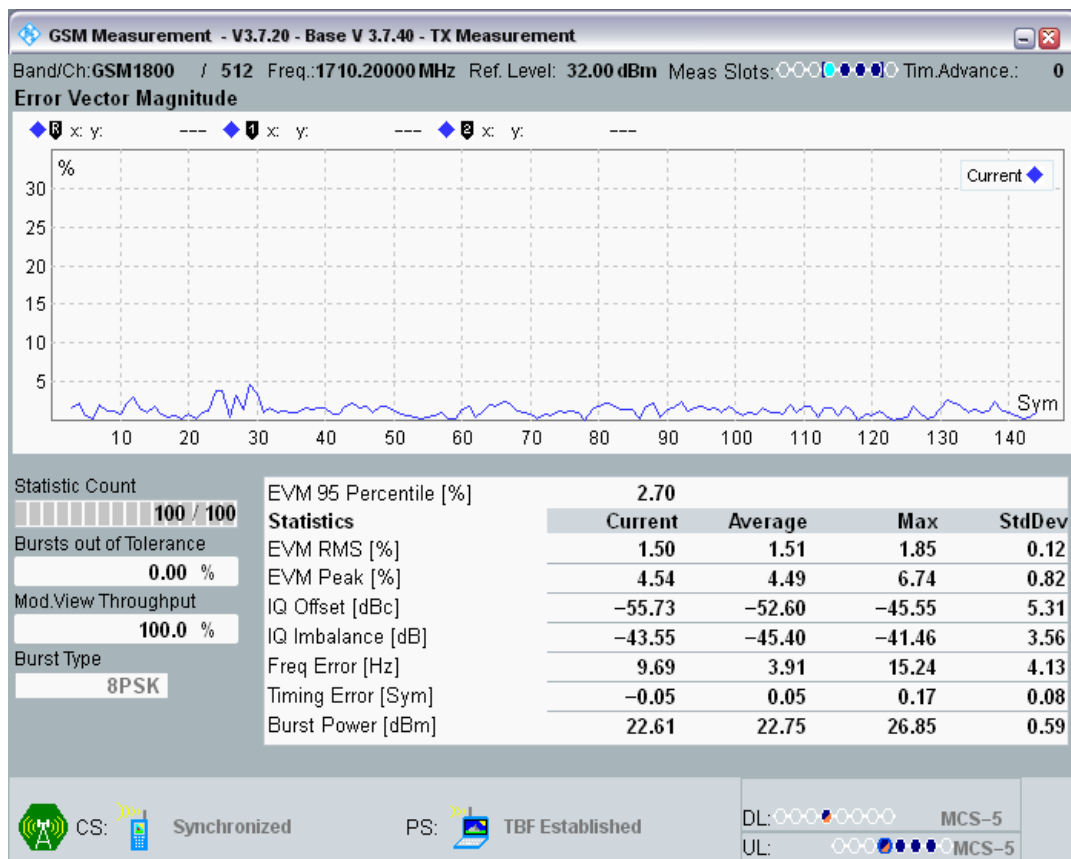 GSM Measurement - V3.7.20 - Base V 3.7.40 - TX Measurement
Band/Ch:GSM1800 / 512 Freq.:1710.20000 MHz Ref. Level: 32.00 dBm Meas Slots: Tim.Advance.: 0
Error Vector Magnitude
R x: y: --- 1 x: y: --- 2 x: y: ---
%
Current
30
25
20
15
10
5
Sym
10 20 30 40 50 60 70 80 90 100 110 120 130 140
Statistic Count
100 / 100
Bursts out of Tolerance
0.00 %
Mod.View Throughput
100.0 %
Burst Type
8PSK
EVM 95 Percentile [%] 2.70
Statistics Current Average Max StdDev
EVM RMS [%] 1.50 1.51 1.85 0.12
EVM Peak [%] 4.54 4.49 6.74 0.82
IQ Offset [dBc] −55.73 −52.60 −45.55 5.31
IQ Imbalance [dB] −43.55 −45.40 −41.46 3.56
Freq Error [Hz] 9.69 3.91 15.24 4.13
Timing Error [Sym] −0.05 0.05 0.17 0.08
Burst Power [dBm] 22.61 22.75 26.85 0.59
CS: Synchronized PS: TBF Established
DL: MCS−5
UL: MCS−5